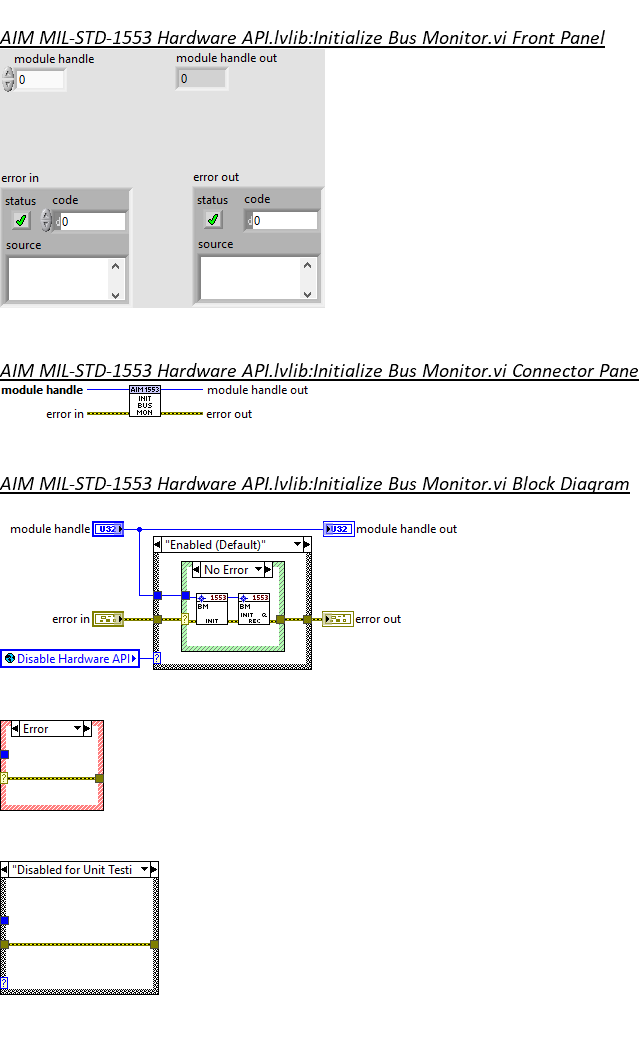 AIM MIL-STD-1553 Hardware API.lvlib:Initialize Bus Monitor.vi Front Panel
module handle
module handle out
0
0
error in
error out
status code
status code
d0
d0
source
source
AIM MIL-STD-1553 Hardware API.lvlib:Initialize Bus Monitor.vi Connector Pane
module handle
AIM1553
INIT
BUS
MON
module handle out
error in
error out
AIM MIL-STD-1553 Hardware API.lvlib:Initialize Bus Monitor.vi Block Diagram
module handle
U32
U32
module handle out
"Enabled (Default)"
No Error
1553
BM
INIT
1553
BM
INIT Q
REC
error in
?
error out
Disable Hardware API
?
Error
?
"Disabled for Unit Testi
?